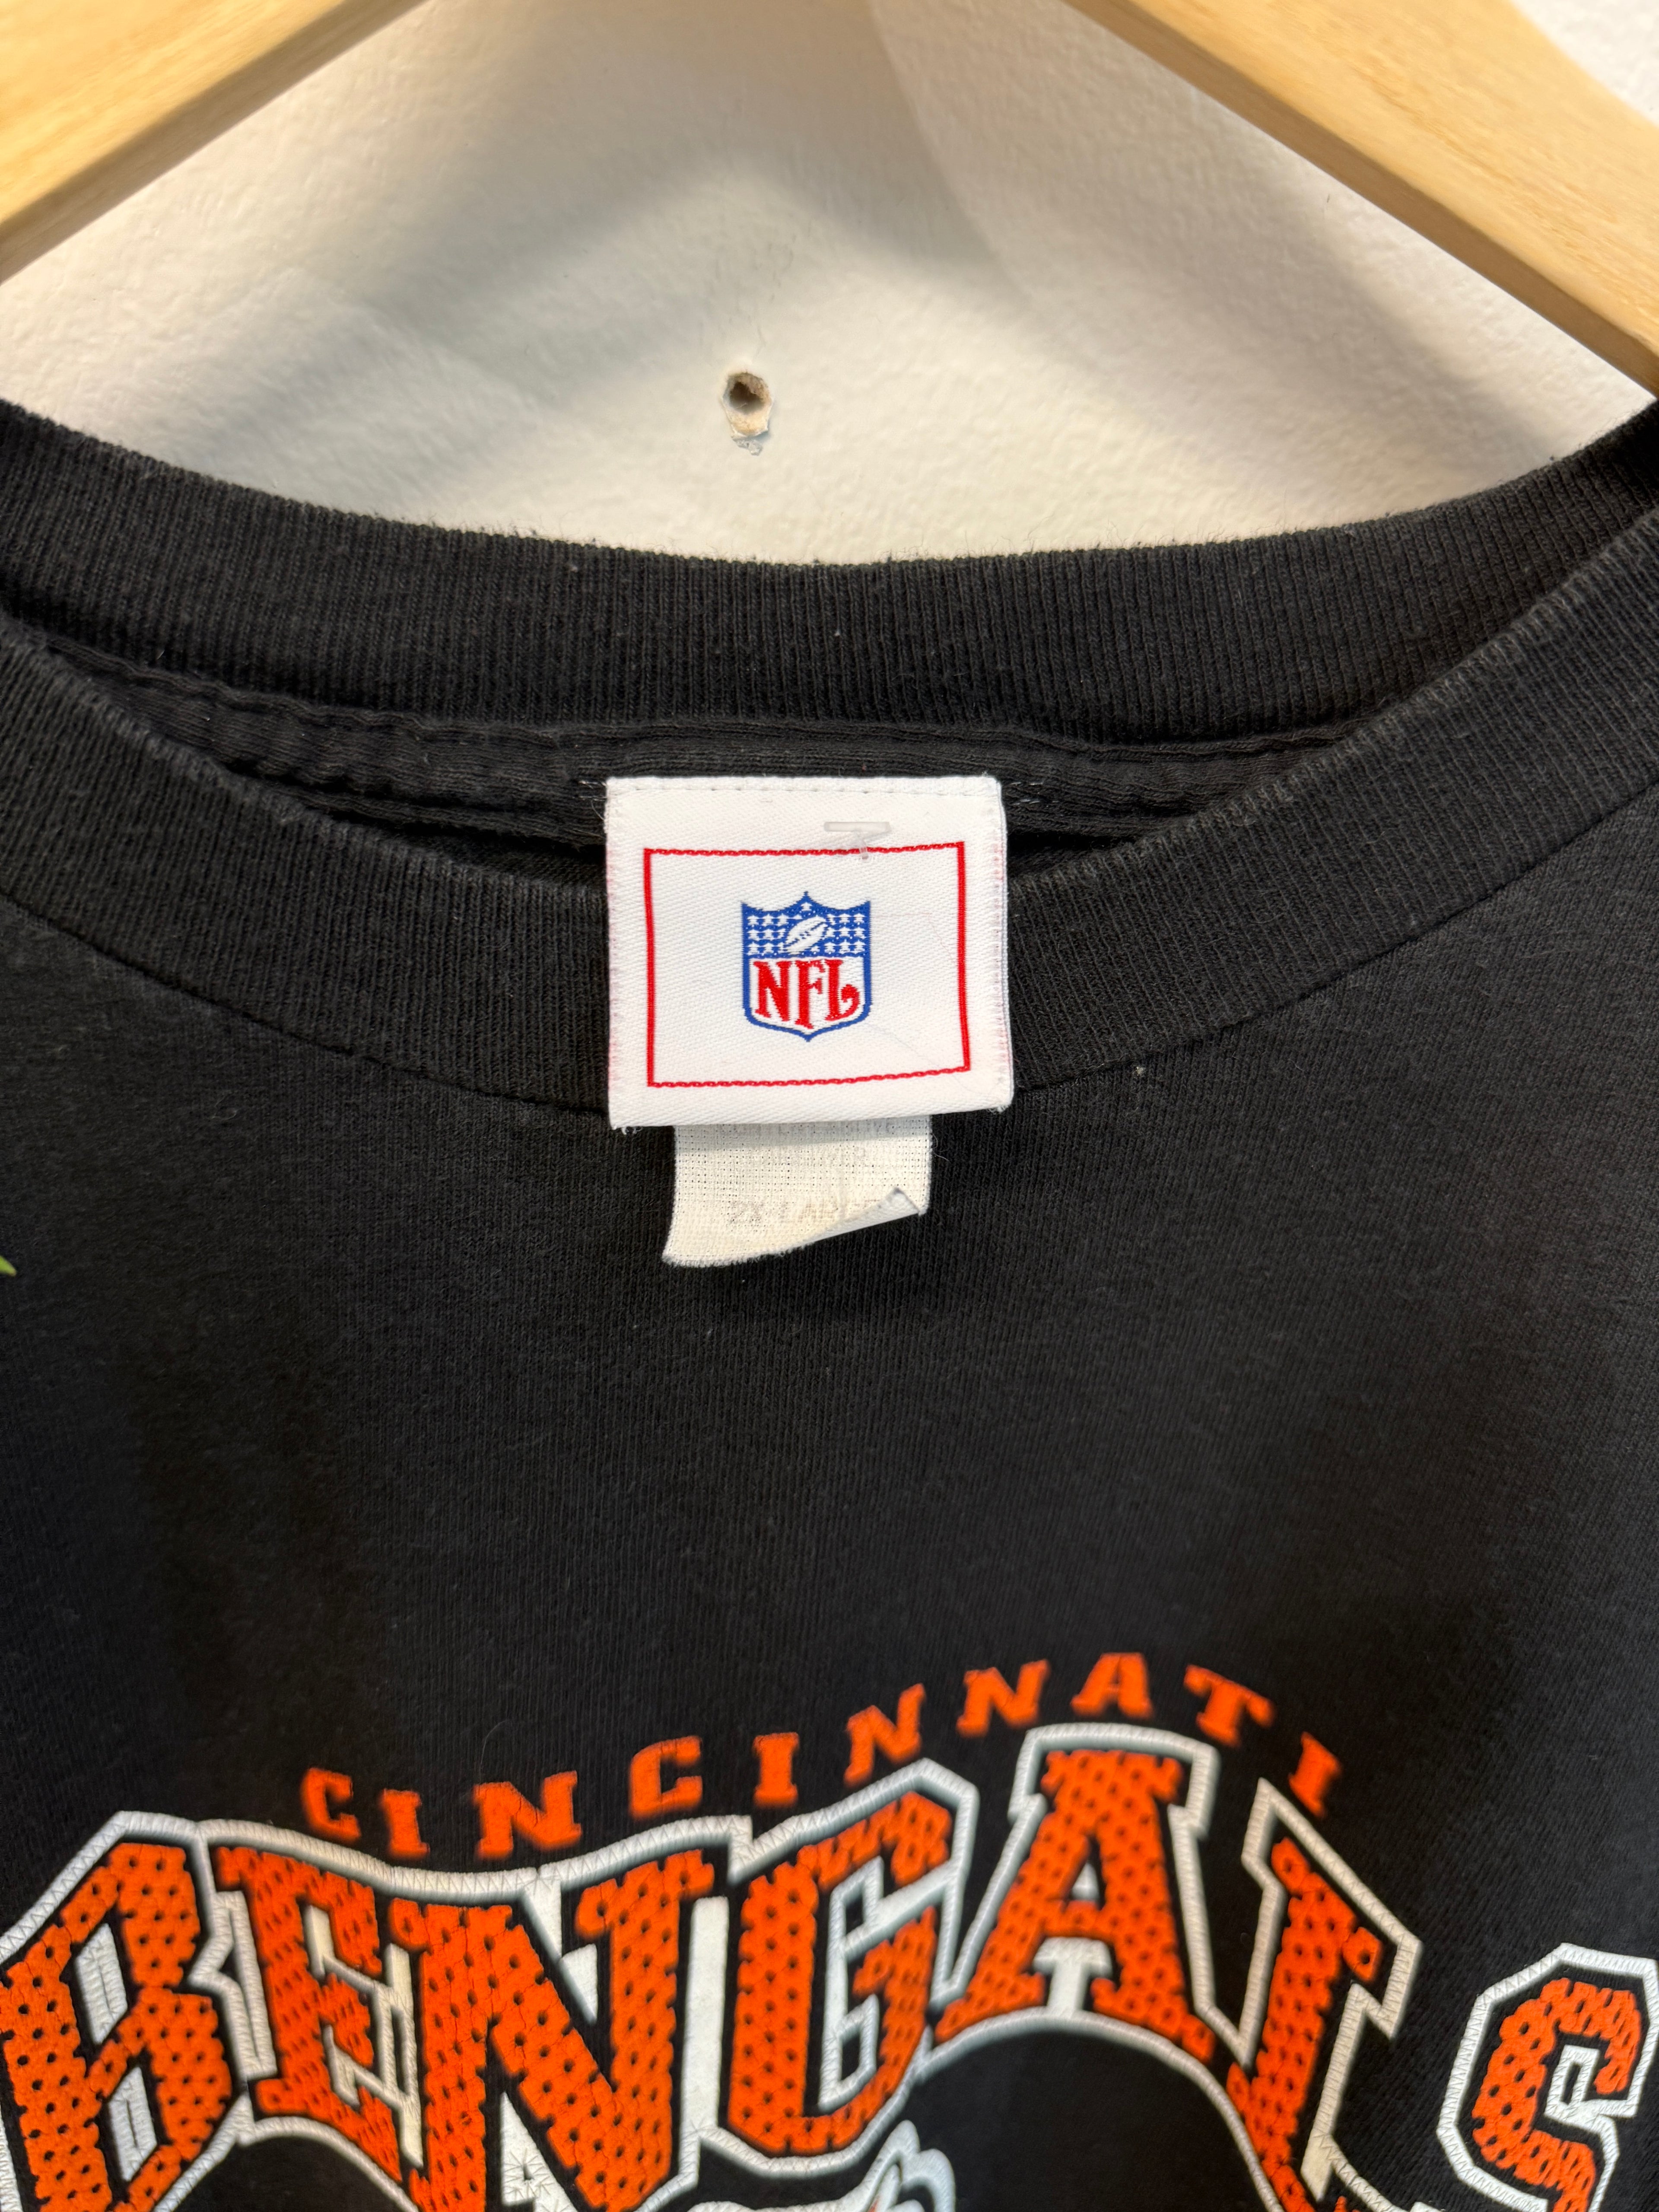 NFL
2X-LARGE
CINCINNATI
BENGALS